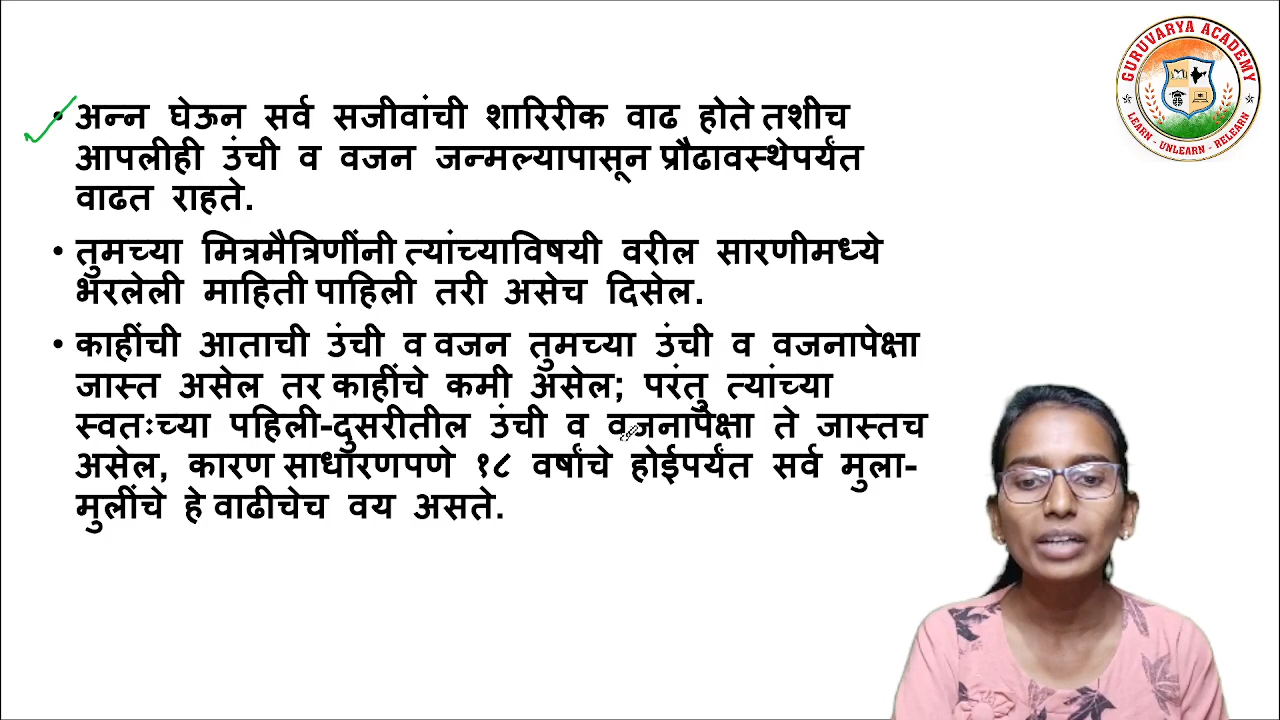 GURUVARYA ACADEMY
LEARN - UNLEARN - RELEARN
• अन्न घेऊन सर्व सजीवांची शारिरीक वाढ होते तशीच
आपलीही उंची व वजन जन्मल्यापासून प्रौढावस्थेपर्यंत
वाढत राहते.
• तुमच्या मित्रमैत्रिणींनी त्यांच्याविषयी वरील सारणीमध्ये
भरलेली माहिती पाहिली तरी असेच दिसेल.
• काहींची आताची उंची व वजन तुमच्या उंची व वजनापेक्षा
जास्त असेल तर काहींचे कमी असेल; परंतु त्यांच्या
स्वतःच्या पहिली-दुसरीतील उंची व वजनापेक्षा ते जास्तच
असेल, कारण साधारणपणे १८ वर्षांचे होईपर्यंत सर्व मुला-
मुलींचे हे वाढीचेच वय असते.